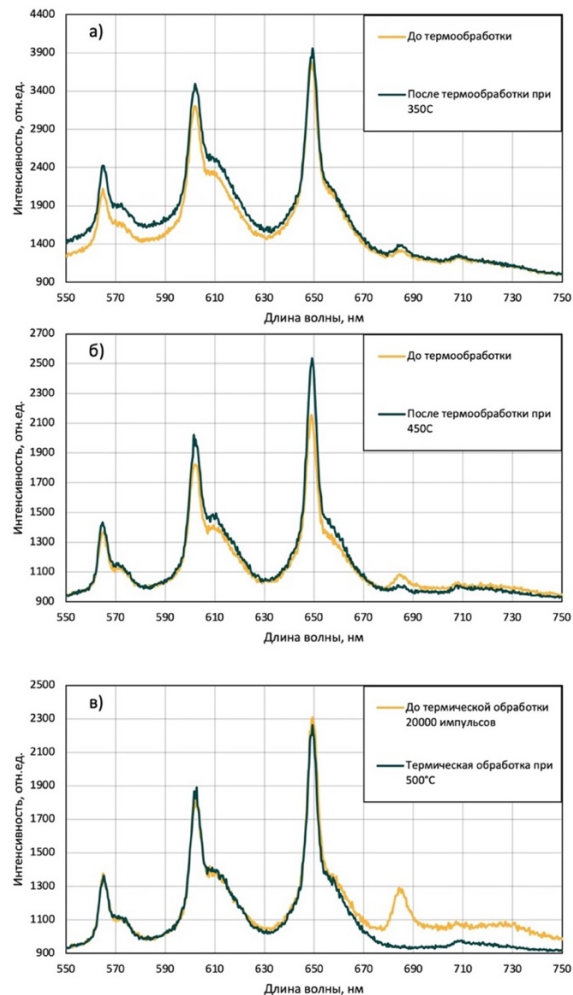 а)
До термообработки
После термообработки при
350С
Интенсивность, отн.ед.
4400
3900
3400
2900
2400
1900
1400
900
550 570 590 610 630 650 670 690 710 730 750
Длина волны, нм
б)
До термообработки
После термообработки при
450С
Интенсивность, отн.ед.
2700
2500
2300
2100
1900
1700
1500
1300
1100
900
550 570 590 610 630 650 670 690 710 730 750
Длина волны, нм
в)
До термической обработки
20000 импульсов
Термическая обработка при
500°С
Интенсивность, отн.ед.
2500
2300
2100
1900
1700
1500
1300
1100
900
550 570 590 610 630 650 670 690 710 730 750
Длина волны, нм